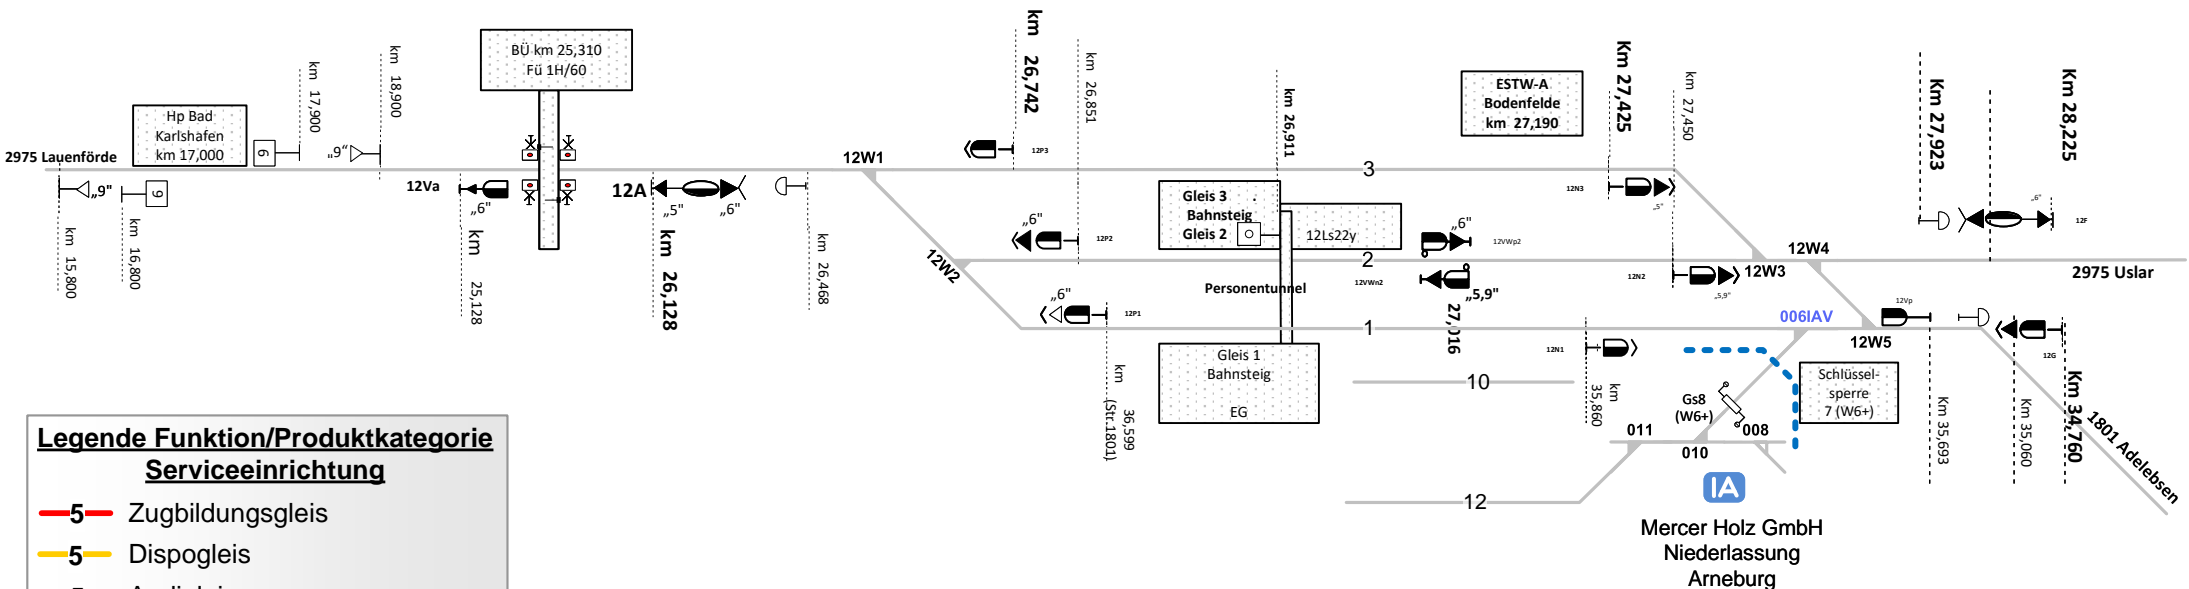 2975 Lauenförde
Hp Bad
Karlshafen
km 17,000
„9"
km 15,800
9
km 16,800
6
km 17,900
„9"
km 18,900
BÜ km 25,310
Fü 1H/60
12Va
„6"
km 25,128
12A
„5"
„6"
km 26,128
km 26,468
12W1
12W2
km 26,742
12P3
km 26,851
„6"
12P2
„6"
12P1
km 36,599
(Str.1801)
km 26,911
Gleis 3
Bahnsteig
Gleis 2
12Ls22y
Personentunnel
Gleis 1
Bahnsteig
EG
3
2
1
10
12
„6"
12VWp2
12VWn2
„5,9"
27,016
ESTW-A
Bodenfelde
km 27,190
Km 27,425
km 27,450
12N3
„5"
12N2
„5,9"
12N1
km 35,860
12W3
12W4
12W5
006IAV
12Vp
Schlüssel-
sperre
7 (W6+)
Gs8
(W6+)
011
010
008
IA
Mercer Holz GmbH
Niederlassung
Arneburg
Km 27,923
Km 28,225
„6"
12F
2975 Uslar
12G
Km 35,693
Km 35,060
Km 34,760
1801 Adelebsen
Legende Funktion/Produktkategorie
Serviceeinrichtung
5 Zugbildungsgleis
5 Dispogleis